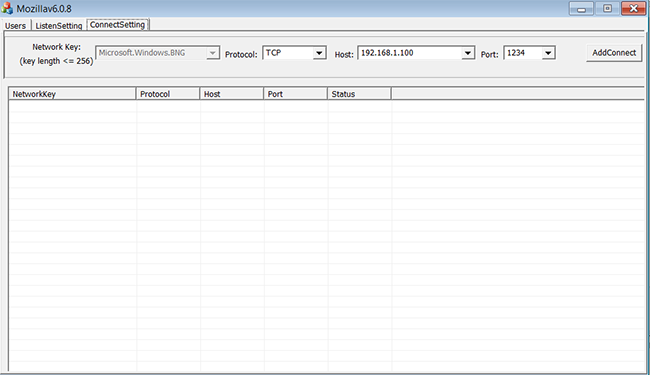 Mozillav6.0.8
Users ListenSetting ConnectSetting
Network Key: Microsoft.Windows.BNG Protocol: TCP Host: 192.168.1.100 Port: 1234 AddConnect
(key length <= 256)
NetworkKey Protocol Host Port Status